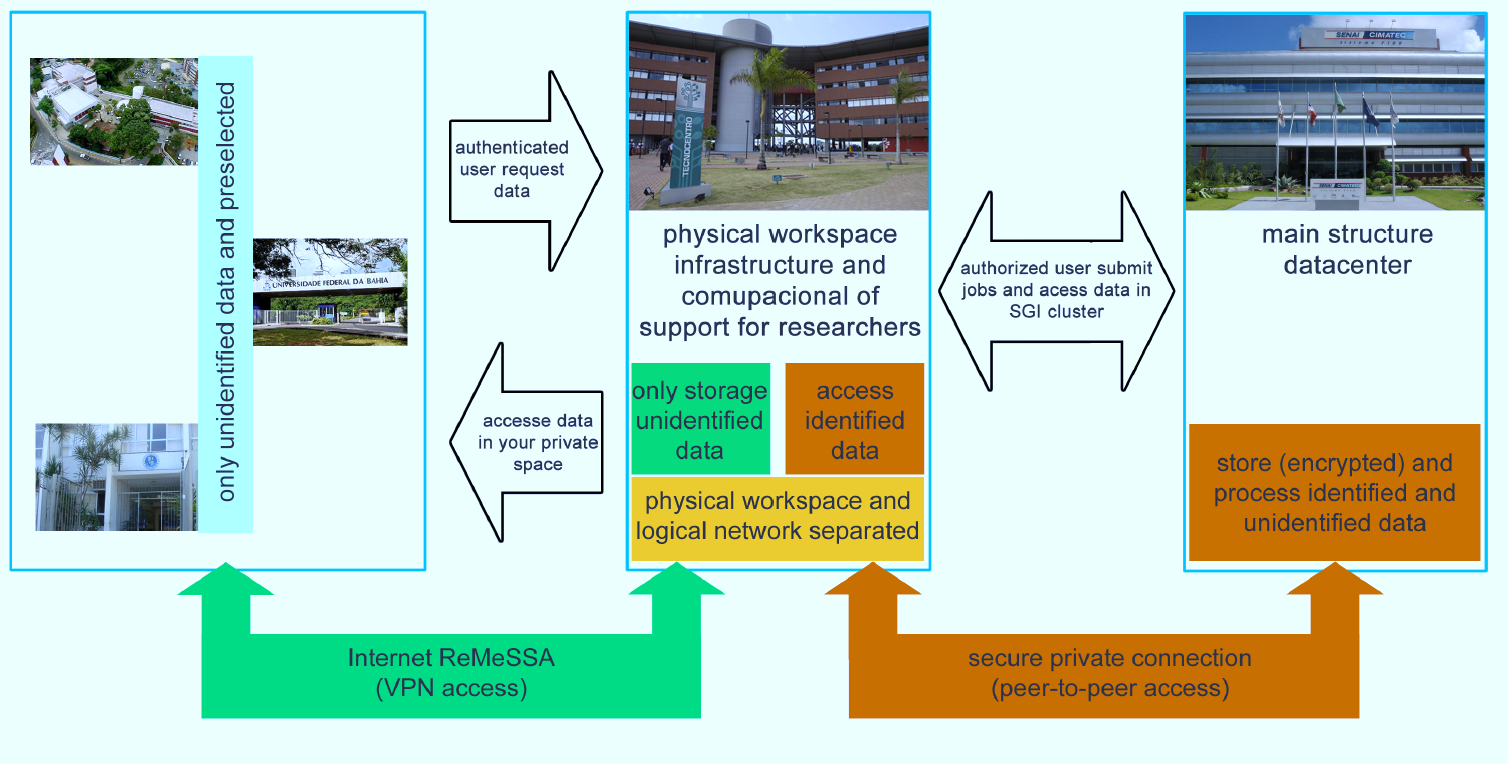 only unidentified data and preselected
UNIVERSIDADE FEDERAL DA BAHIA
authenticated
user request
data
accesse data
in your private
space
TECNOCENTRO
physical workspace
infrastructure and
comupacional of
support for researchers
only storage
unidentified
data
access
identified
data
physical workspace and
logical network separated
authorized user submit
jobs and acess data in
SGI cluster
SENAI CIMATEC
SISTEMA FIEB
SENAI CIMATEC
main structure
datacenter
store (encrypted) and
process identified and
unidentified data
Internet ReMeSSA
(VPN access)
secure private connection
(peer-to-peer access)